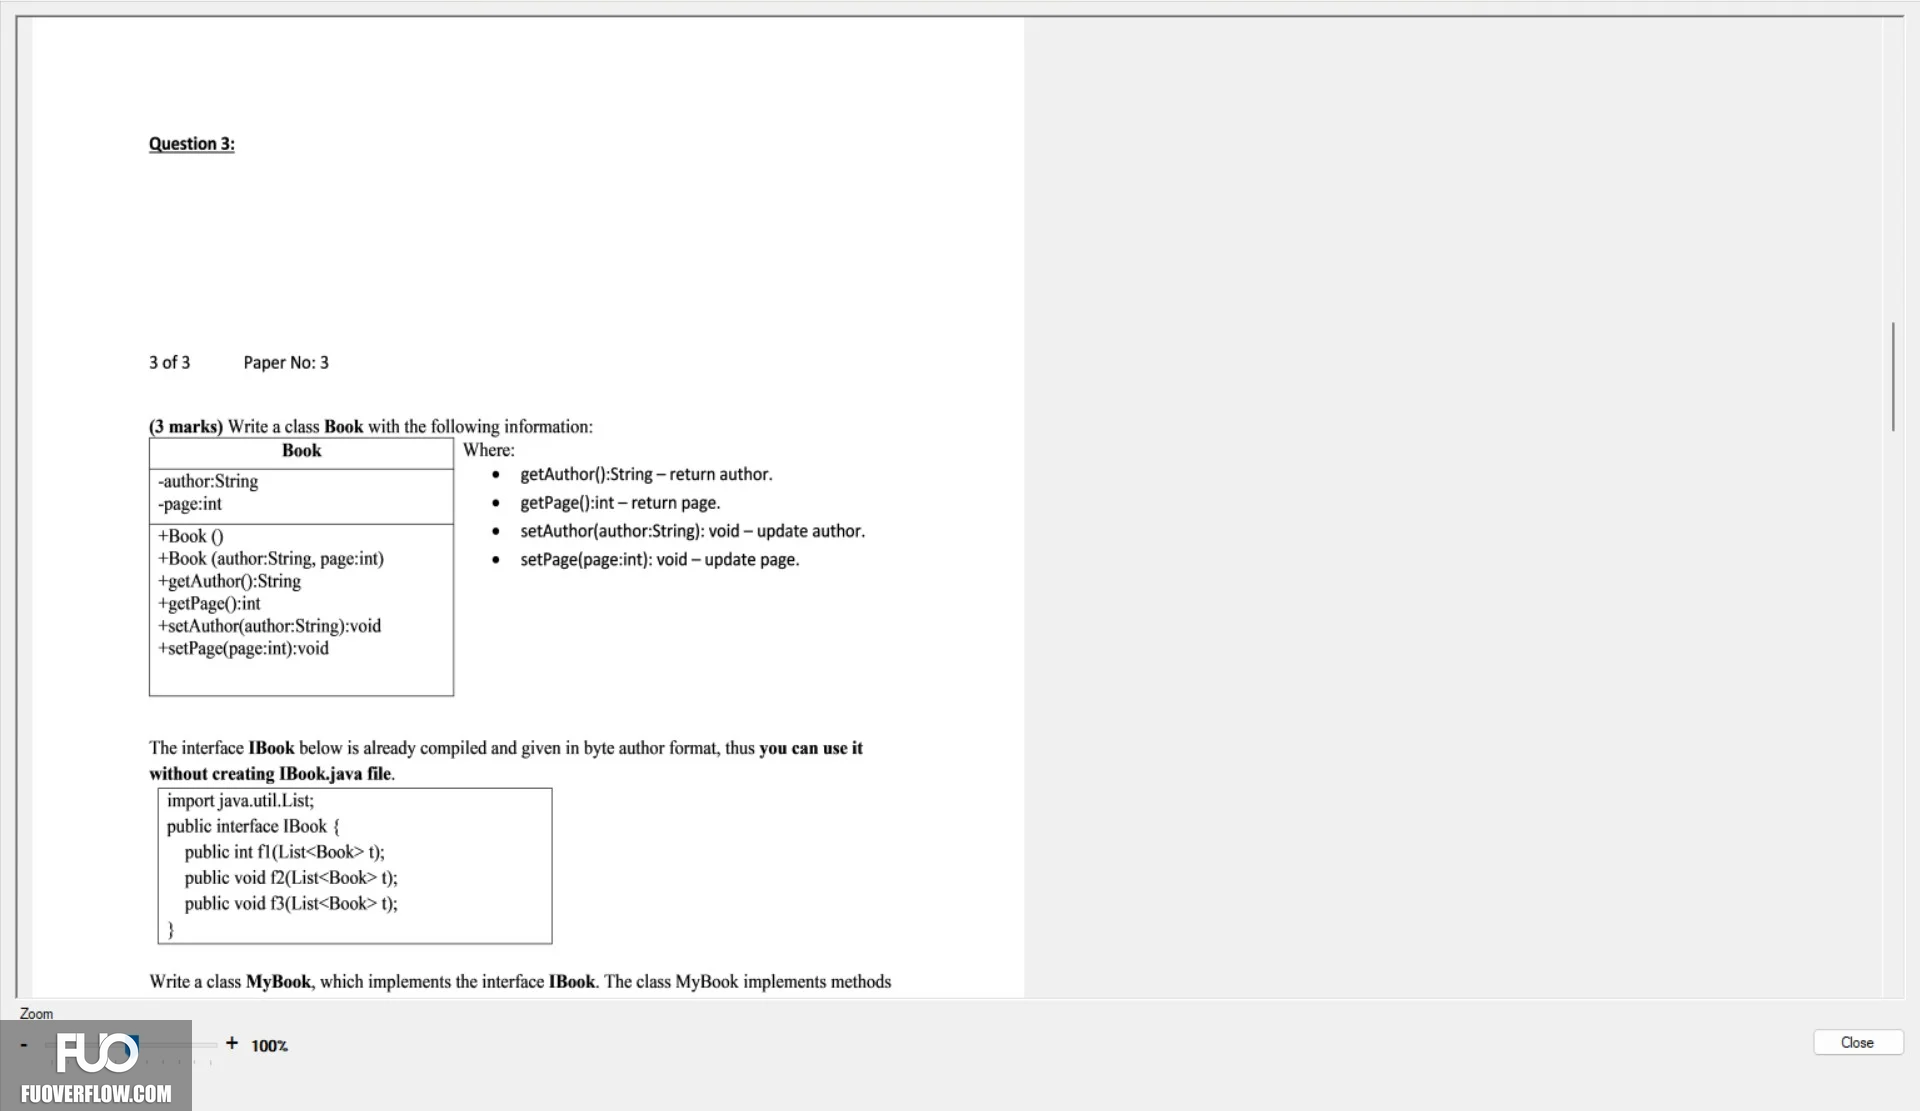 Question 3:
3 of 3 Paper No: 3
(3 marks) Write a class Book with the following information:
Book
-author:String
-page:int
+Book ()
+Book (author:String, page:int)
+getAuthor():String
+getPage():int
+setAuthor(author:String):void
+setPage(page:int):void
Where:
• getAuthor():String – return author.
• getPage():int – return page.
• setAuthor(author:String): void – update author.
• setPage(page:int): void – update page.
The interface IBook below is already compiled and given in byte author format, thus you can use it
without creating IBook.java file.
import java.util.List;
public interface IBook {
public int f1(List<Book> t);
public void f2(List<Book> t);
public void f3(List<Book> t);
}
Write a class MyBook, which implements the interface IBook. The class MyBook implements methods
Zoom
- + 100%
Close
FUO
FUOVERFLOW.COM